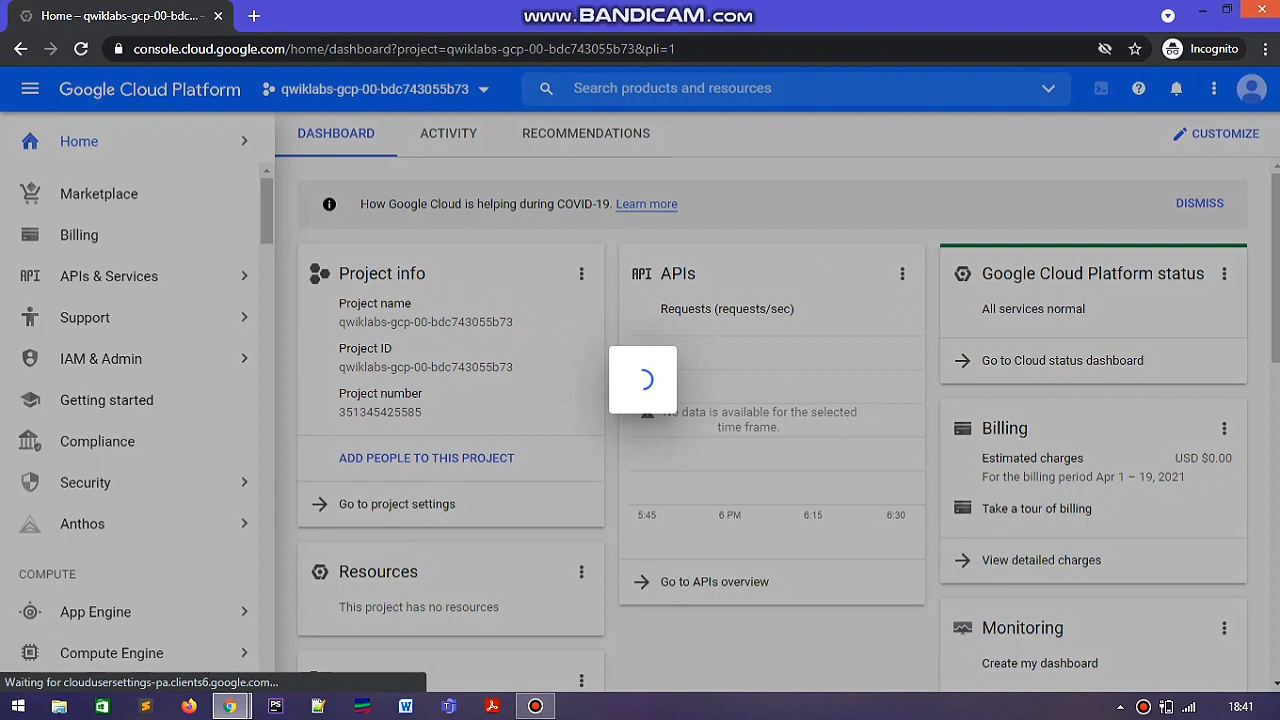 www.BANDICAM.com
Home – qwiklabs-gcp-00-bdc743055b73...
console.cloud.google.com/home/dashboard?project=qwiklabs-gcp-00-bdc743055b73&pli=1
Incognito
Google Cloud Platform
qwiklabs-gcp-00-bdc743055b73
Search products and resources
Home
Marketplace
Billing
API
APIs & Services
Support
IAM & Admin
Getting started
Compliance
Security
Anthos
COMPUTE
App Engine
Compute Engine
DASHBOARD
ACTIVITY
RECOMMENDATIONS
CUSTOMIZE
How Google Cloud is helping during COVID-19. Learn more
DISMISS
Project info
Project name
qwiklabs-gcp-00-bdc743055b73
Project ID
qwiklabs-gcp-00-bdc743055b73
Project number
351345425585
ADD PEOPLE TO THIS PROJECT
Go to project settings
Resources
This project has no resources
API
APIs
Requests (requests/sec)
No data is available for the selected
time frame.
5:45
6 PM
6:15
6:30
Go to APIs overview
Google Cloud Platform status
All services normal
Go to Cloud status dashboard
Billing
Estimated charges
USD $0.00
For the billing period Apr 1 – 19, 2021
Take a tour of billing
View detailed charges
Monitoring
Create my dashboard
Waiting for cloudusersettings-pa.clients6.google.com...
18:41